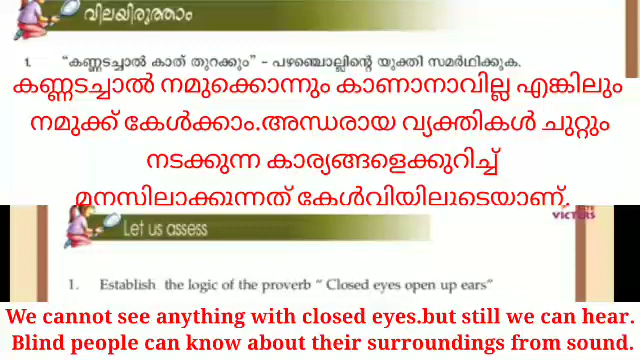 വിലയിരുത്താം
1. “കണ്ണടച്ചാൽ കാത് തുറക്കും” - പഴഞ്ചൊല്ലിന്റെ യുക്തി സമർഥിക്കുക.
കണ്ണടച്ചാൽ നമുക്കൊന്നും കാണാനാവില്ല എങ്കിലും
നമുക്ക് കേൾക്കാം.അന്ധരായ വ്യക്തികൾ ചുറ്റും
നടക്കുന്ന കാര്യങ്ങളെക്കുറിച്ച്
മനസിലാക്കുന്നത് കേൾവിയിലൂടെയാണ്.
VICTERS
Let us assess
1. Establish the logic of the proverb “ Closed eyes open up ears”
We cannot see anything with closed eyes.but still we can hear.
Blind people can know about their surroundings from sound.